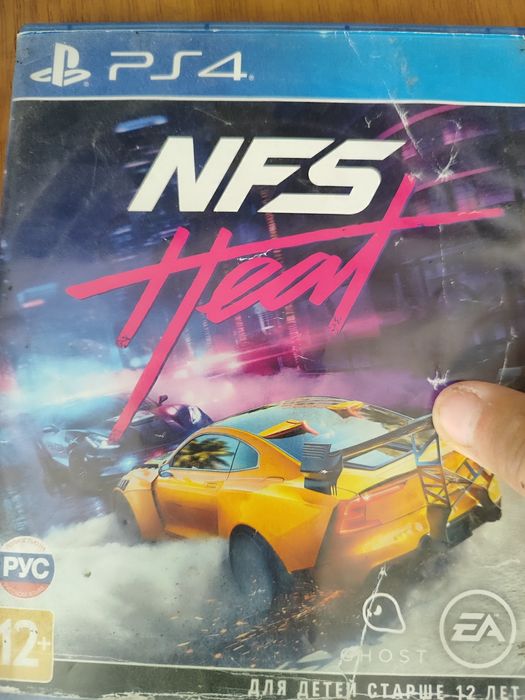 PS4
NFS
Heat
РУС
12+
GHOST
EA
ДЛЯ ДЕТЕЙ СТАРШЕ 12 ЛЕТ